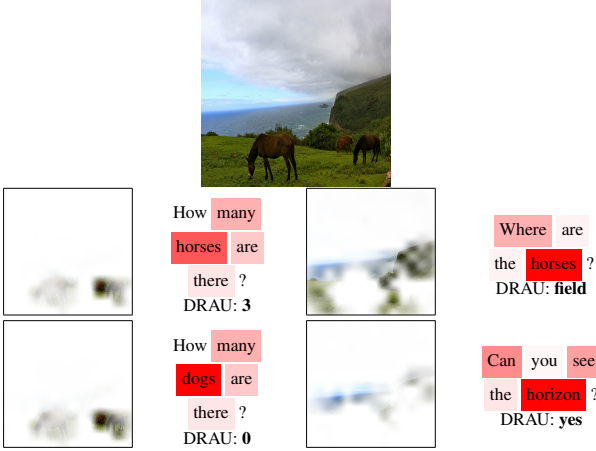 How many
horses are
there ?
DRAU: 3
Where are
the horses ?
DRAU: field
How many
dogs are
there ?
DRAU: 0
Can you see
the horizon ?
DRAU: yes